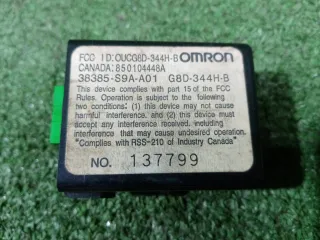 FCC ID:OUCG8D-344H-B OMRON
CANADA:850104448A
38385-S9A-A01 G8D-344H-B
This device complies with part 15 of the FCC
Rules. Operation is subject to the following
two conditions: (1) this device may not cause
harmful interference, and (2) this device must
accept any interference received, including
interference that may cause undesired operation.
"Complies with RSS-210 of Industry Canada"
NO. 137799